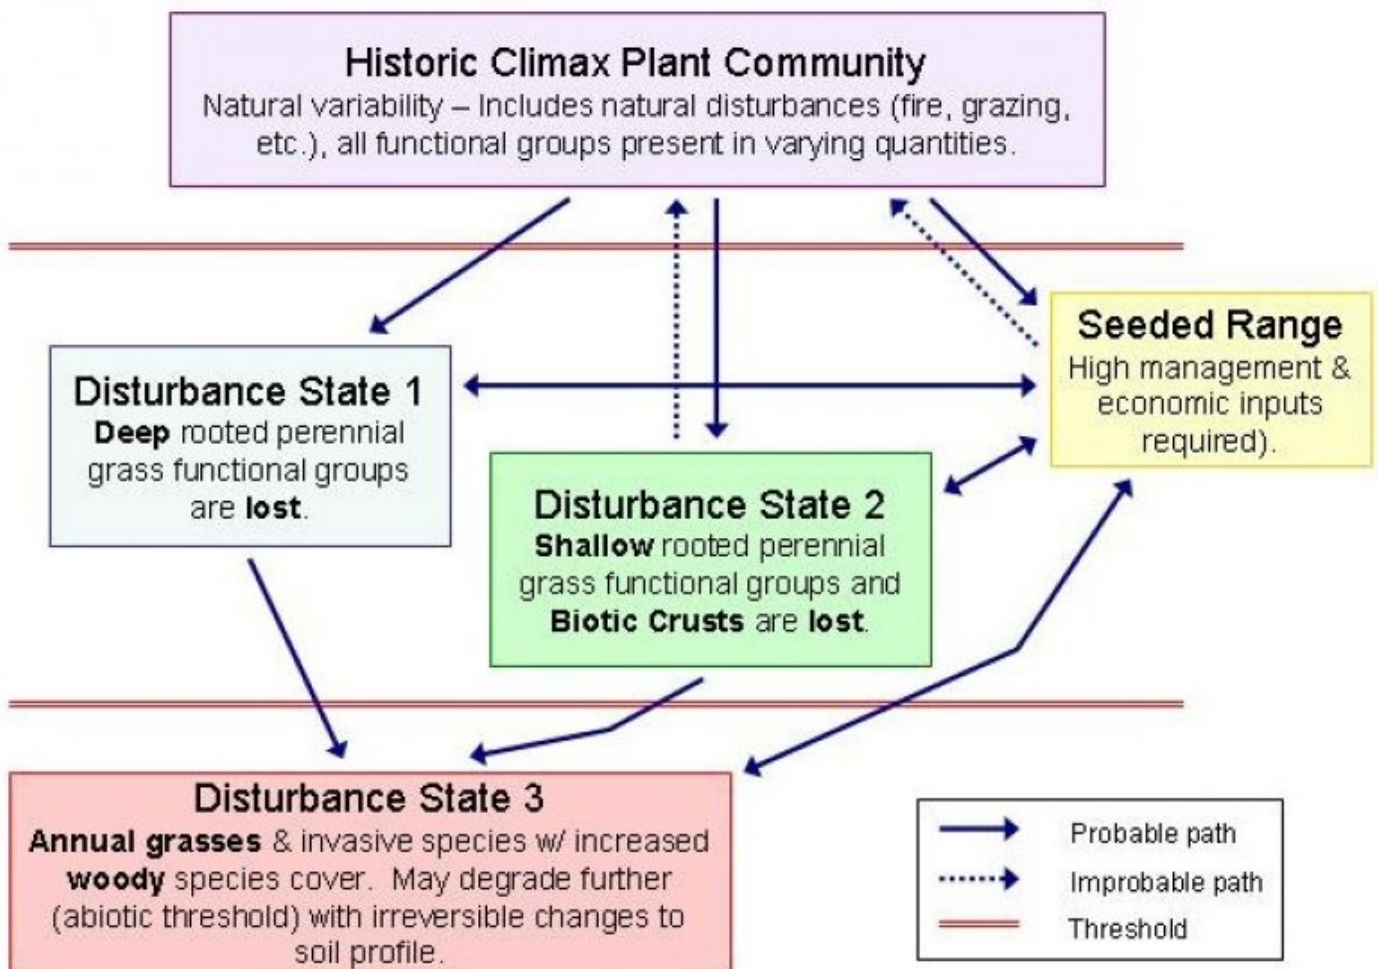 Historic Climax Plant Community
Natural variability – Includes natural disturbances (fire, grazing,
etc.), all functional groups present in varying quantities.
Seeded Range
High management &
economic inputs
required).
Disturbance State 1
Deep rooted perennial
grass functional groups
are lost.
Disturbance State 2
Shallow rooted perennial
grass functional groups and
Biotic Crusts are lost.
Disturbance State 3
Annual grasses & invasive species w/ increased
woody species cover. May degrade further
(abiotic threshold) with irreversible changes to
soil profile.
Probable path
Improbable path
Threshold